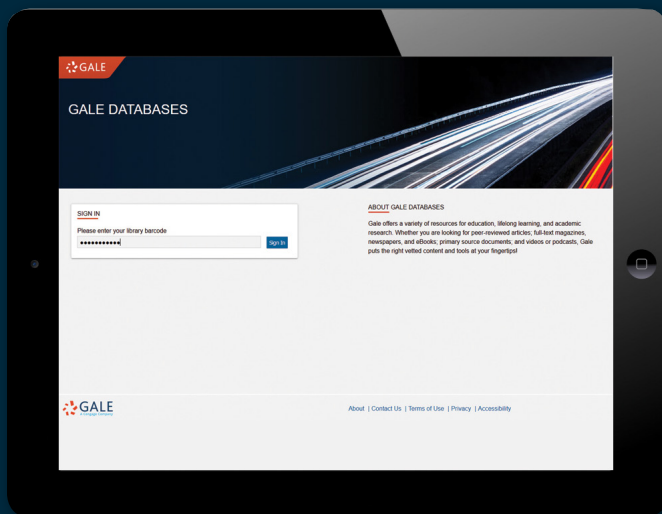 GALE
GALE DATABASES
SIGN IN
Please enter your library barcode
Sign In
ABOUT GALE DATABASES
Gale offers a variety of resources for education, lifelong learning, and academic
research. Whether you are looking for peer-reviewed articles; full-text magazines,
newspapers, and eBooks; primary source documents; and videos or podcasts, Gale
puts the right vetted content and tools at your fingertips!
GALE
A Cengage Company
About | Contact Us | Terms of Use | Privacy | Accessibility